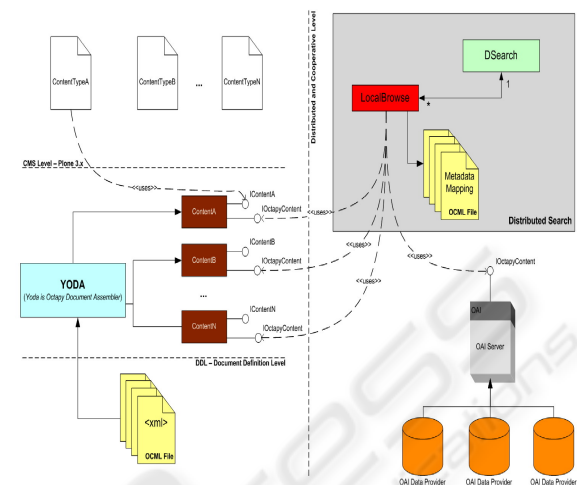 ContentTypeA
ContentTypeB
...
ContentTypeN
CMS Level – Plone 3.x
Distributed and Cooperative Level
DSearch
1
*
LocalBrowse
Metadata
Mapping
OCML File
Distributed Search
<<uses>>
IContentA
ContentA
IOctapyContent
<<uses>>
IContentB
ContentB
IOctapyContent
<<uses>>
...
IContentN
ContentN
IOctapyContent
<<uses>>
<<uses>>
IOctapyContent
YODA
(Yoda is Octapy Document Assembler)
DDL – Document Definition Level
<xml>
OCML File
OAI
OAI Server
OAI Data Provider
OAI Data Provider
OAI Data Provider